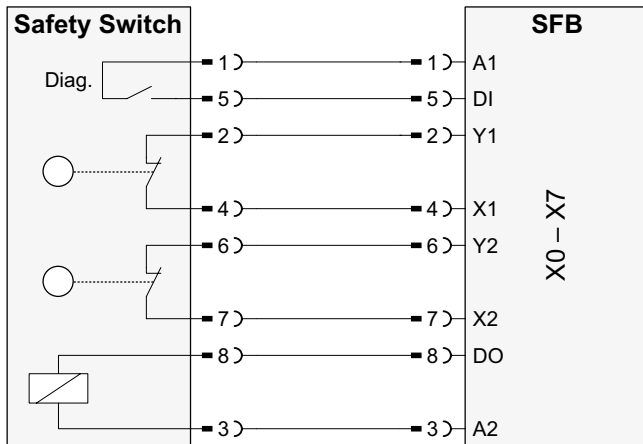 Safety Switch SFB
Diag.
1 1 A1
5 5 DI
2 2 Y1
4 4 X1
6 6 Y2
7 7 X2
8 8 DO
3 3 A2
X0 – X7